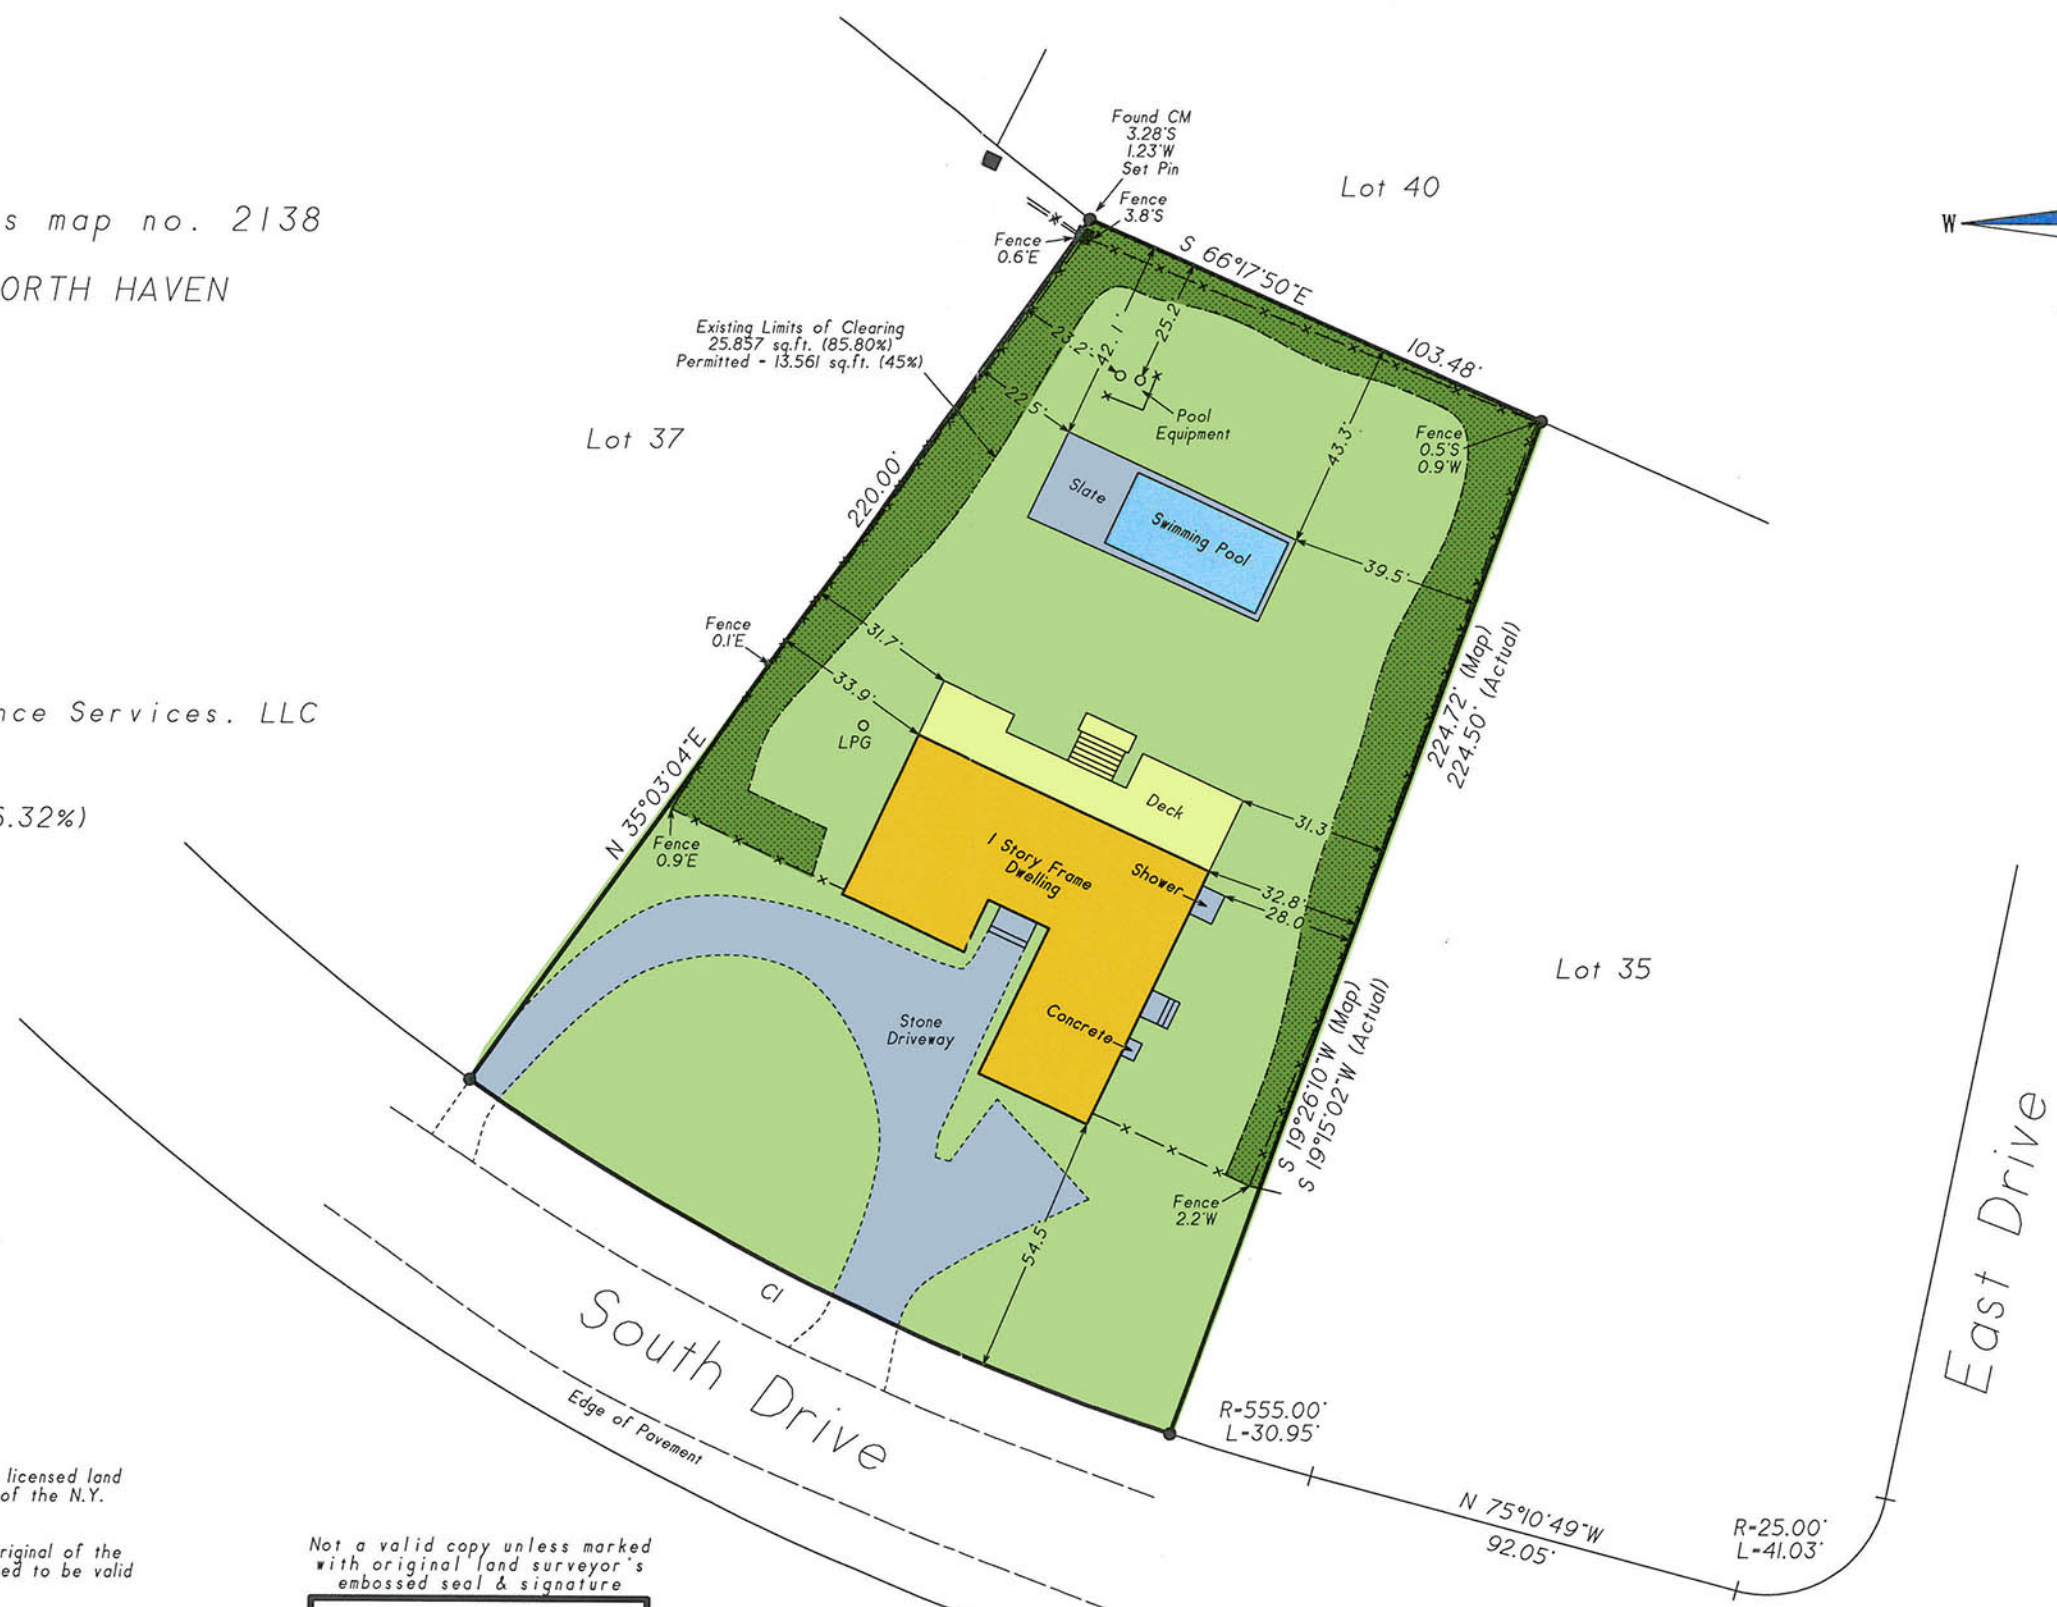 s map no. 2138
ORTH HAVEN
nce Services. LLC
6.32%)
Found CM
3.28'S
1.23'W
Set Pin
Fence
3.8'S
Fence
0.6'E
Lot 40
W
S 66°17'50"E
103.48'
Existing Limits of Clearing
25.857 sq.ft. (85.80%)
Permitted - 13.561 sq.ft. (45%)
23.2'
42.1'
25.2'
22.5'
Pool
Equipment
43.3'
Fence
0.5'S
0.9'W
Lot 37
220.00'
Slate
Swimming Pool
39.5'
Fence
0.1'E
31.7'
33.9'
LPG
224.72' (Map)
224.50' (Actual)
N 35°03'04"E
Deck
31.3'
Fence
0.9'E
1 Story Frame
Dwelling
Shower
32.8'
28.0'
Lot 35
Stone
Driveway
Concrete
S 19°26'10"W (Map)
S 19°15'02"W (Actual)
Fence
2.2'W
54.5'
C1
South Drive
Edge of Pavement
East Drive
R=555.00'
L=30.95'
N 75°10'49"W
92.05'
R=25.00'
L=41.03'
licensed land
of the N.Y.
riginal of the
ed to be valid
Not a valid copy unless marked
with original land surveyor's
embossed seal & signature